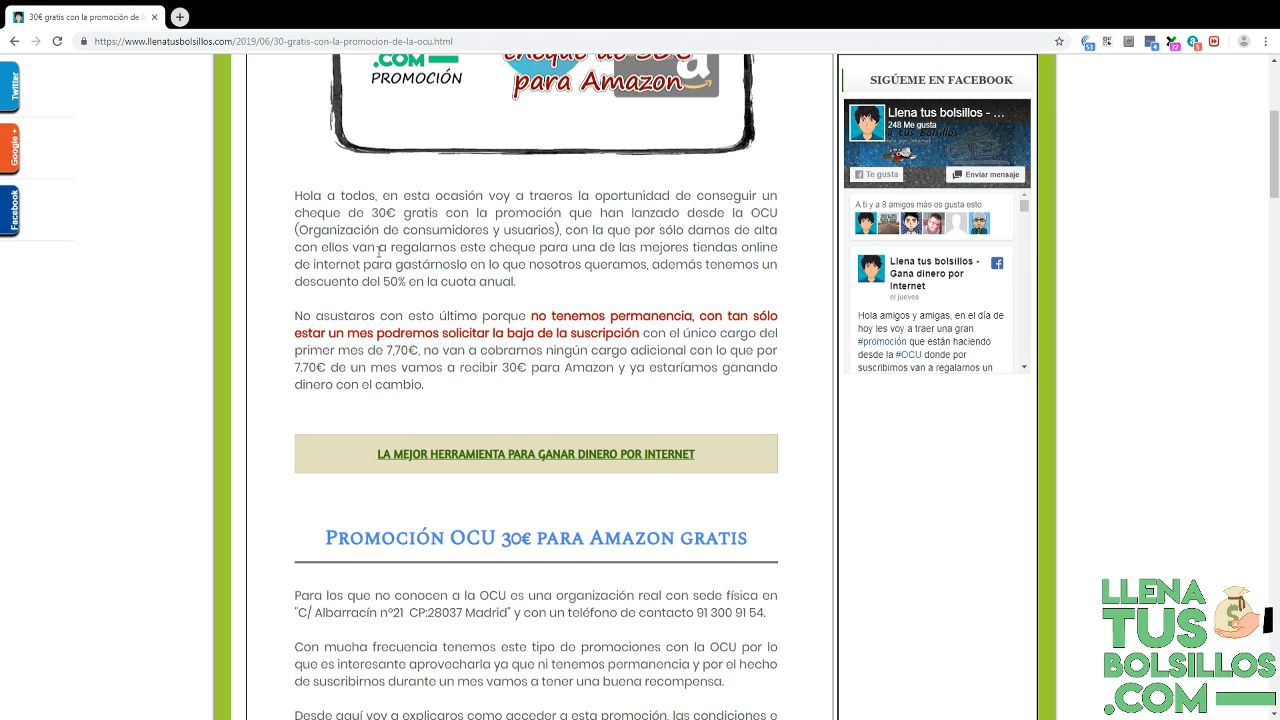 30€ gratis con la promoción de l
https://www.llenatusbolsillos.com/2019/06/30-gratis-con-la-promocion-de-la-ocu.html
Twitter
Google +
Facebook
.COM
PROMOCIÓN
cheque de 30€
para Amazon
Hola a todos, en esta ocasión voy a traeros la oportunidad de conseguir un
cheque de 30€ gratis con la promoción que han lanzado desde la OCU
(Organización de consumidores y usuarios), con la que por sólo darnos de alta
con ellos van a regalarnos este cheque para una de las mejores tiendas online
de internet para gastárnoslo en lo que nosotros queramos, además tenemos un
descuento del 50% en la cuota anual.
No asustaros con esto último porque no tenemos permanencia, con tan sólo
estar un mes podremos solicitar la baja de la suscripción con el único cargo del
primer mes de 7,70€, no van a cobrarnos ningún cargo adicional con lo que por
7.70€ de un mes vamos a recibir 30€ para Amazon y ya estaríamos ganando
dinero con el cambio.
LA MEJOR HERRAMIENTA PARA GANAR DINERO POR INTERNET
Promoción OCU 30€ para Amazon gratis
Para los que no conocen a la OCU es una organización real con sede física en
"C/ Albarracín nº21 CP:28037 Madrid" y con un teléfono de contacto 91 300 91 54.
Con mucha frecuencia tenemos este tipo de promociones con la OCU por lo
que es interesante aprovecharla ya que ni tenemos permanencia y por el hecho
de suscribirnos durante un mes vamos a tener una buena recompensa.
Desde aquí voy a explicaros como acceder a esta promoción, las condiciones e
SIGÚEME EN FACEBOOK
Llena tus bolsillos - ...
248 Me gusta
Te gusta
Enviar mensaje
A ti y a 8 amigos más os gusta esto
Llena tus bolsillos -
Gana dinero por
Internet
el jueves
Hola amigos y amigas, en el día de
hoy les voy a traer una gran
#promoción que están haciendo
desde la #OCU donde por
suscribirnos van a regalarnos un
LLENA
TUS
BOLSILLOS
.COM